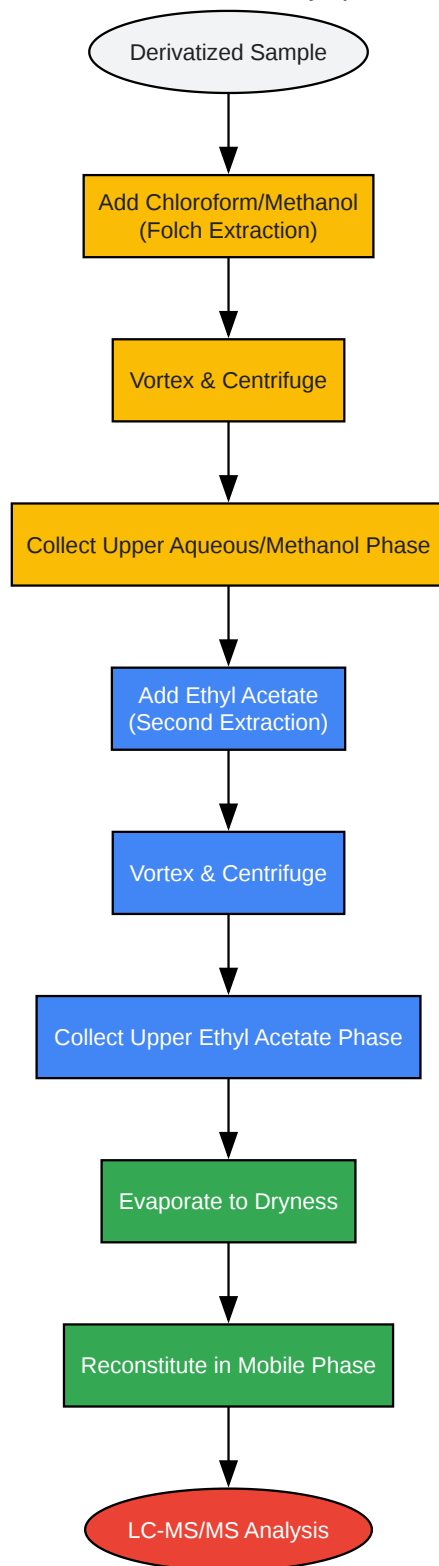 Derivatized Sample
Add Chloroform/Methanol
(Folch Extraction)
Vortex & Centrifuge
Collect Upper Aqueous/Methanol Phase
Add Ethyl Acetate
(Second Extraction)
Vortex & Centrifuge
Collect Upper Ethyl Acetate Phase
Evaporate to Dryness
Reconstitute in Mobile Phase
LC-MS/MS Analysis